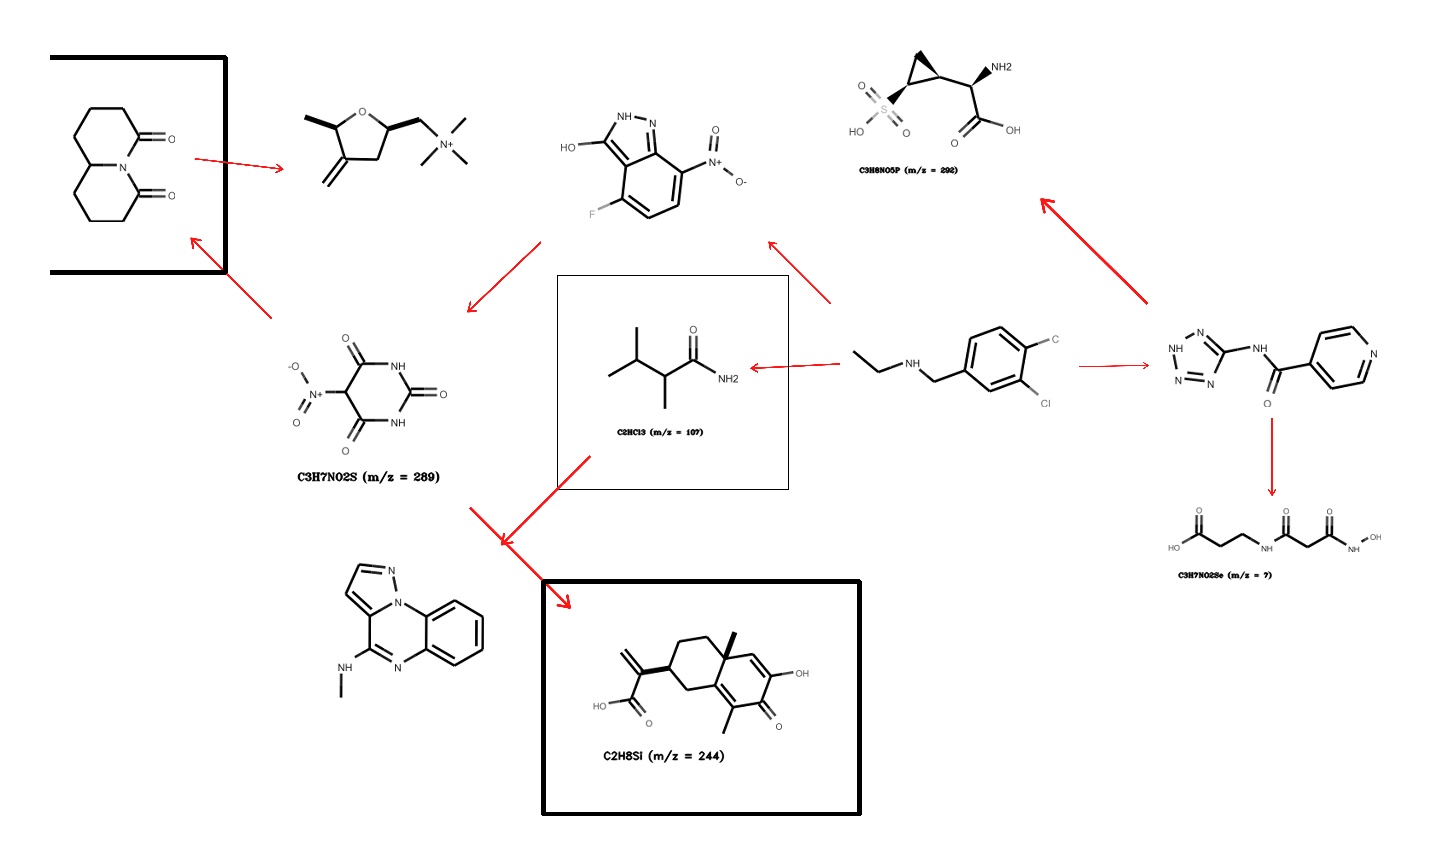 O
N
O
O
N+
NH
N
HO
F
O
N+
O-
O
S
O
HO
NH2
OH
O
C3H8NO5P (m/z = 292)
O
NH
O
NH
O
-O
N+
O
C3H7NO2S (m/z = 289)
O
NH2
C2HCl3 (m/z = 107)
NH
C
Cl
N
NH
N
N
N
NH
O
N
O
HO
NH
O
O
NH
OH
C3H7NO2Se (m/z = 7)
N
N
N
NH
OH
O
HO
O
C2H8Si (m/z = 244)